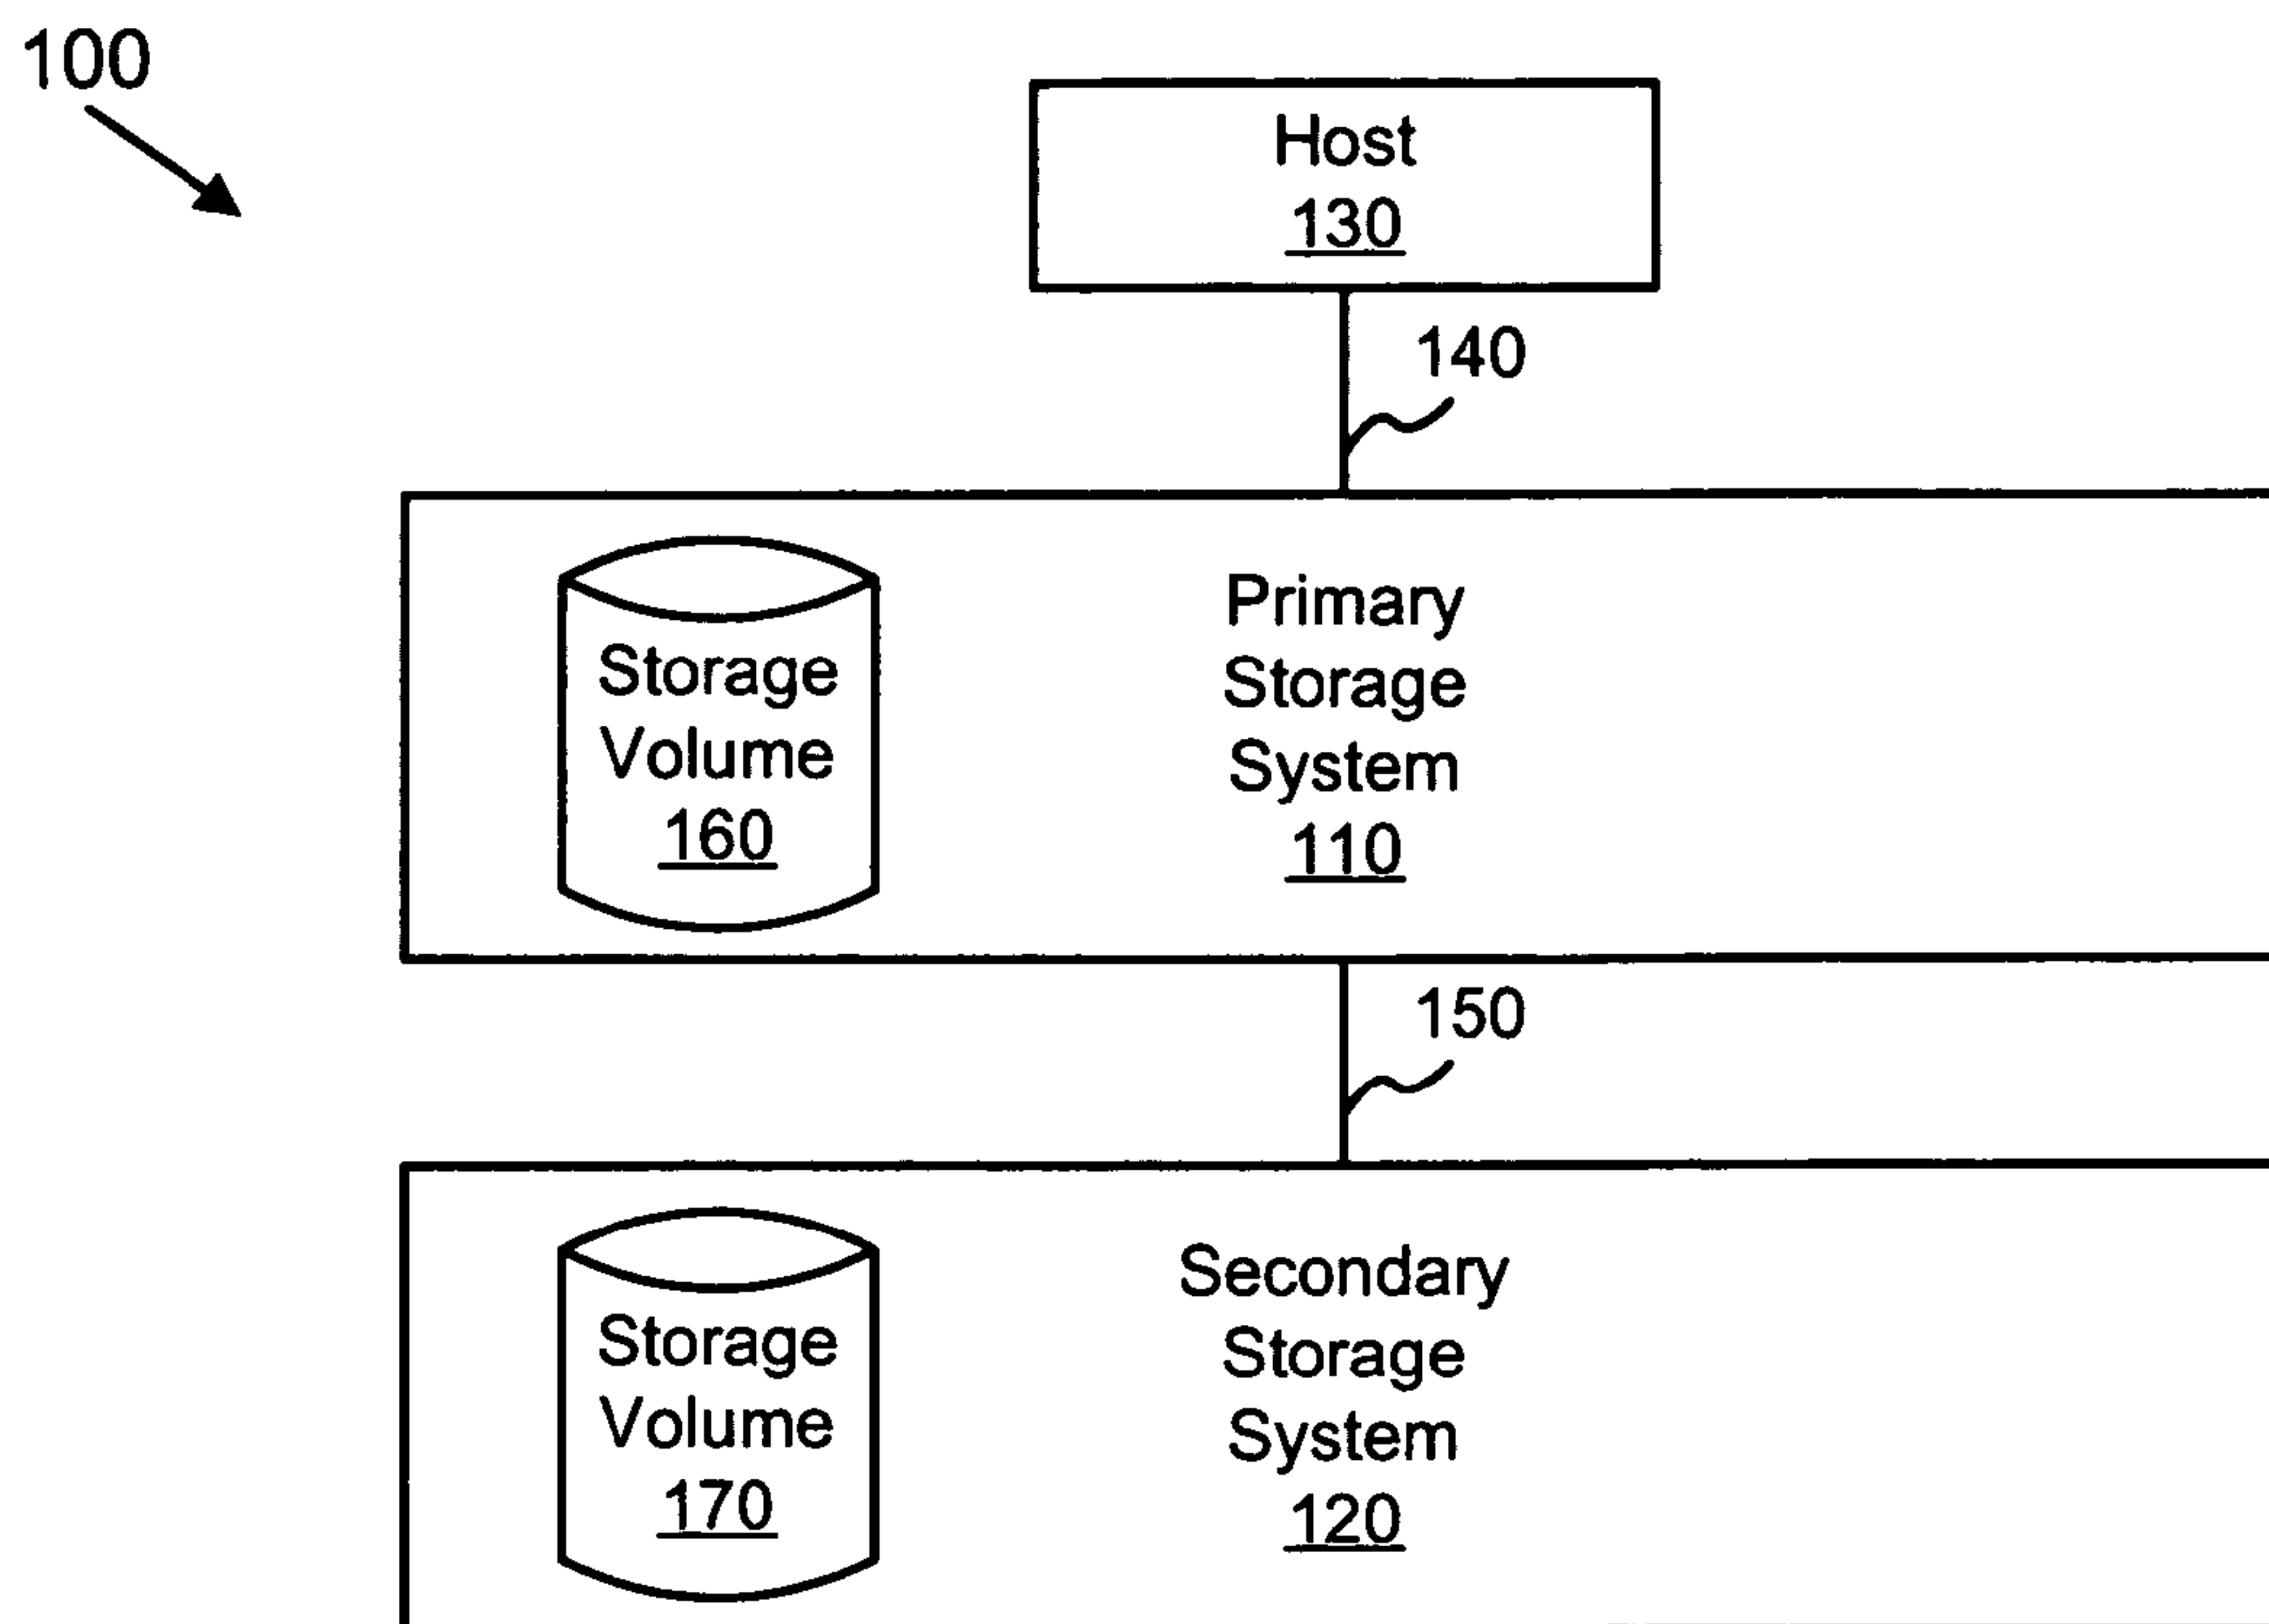 100
Host
130
140
Storage
Volume
160
Primary
Storage
System
110
150
Storage
Volume
170
Secondary
Storage
System
120